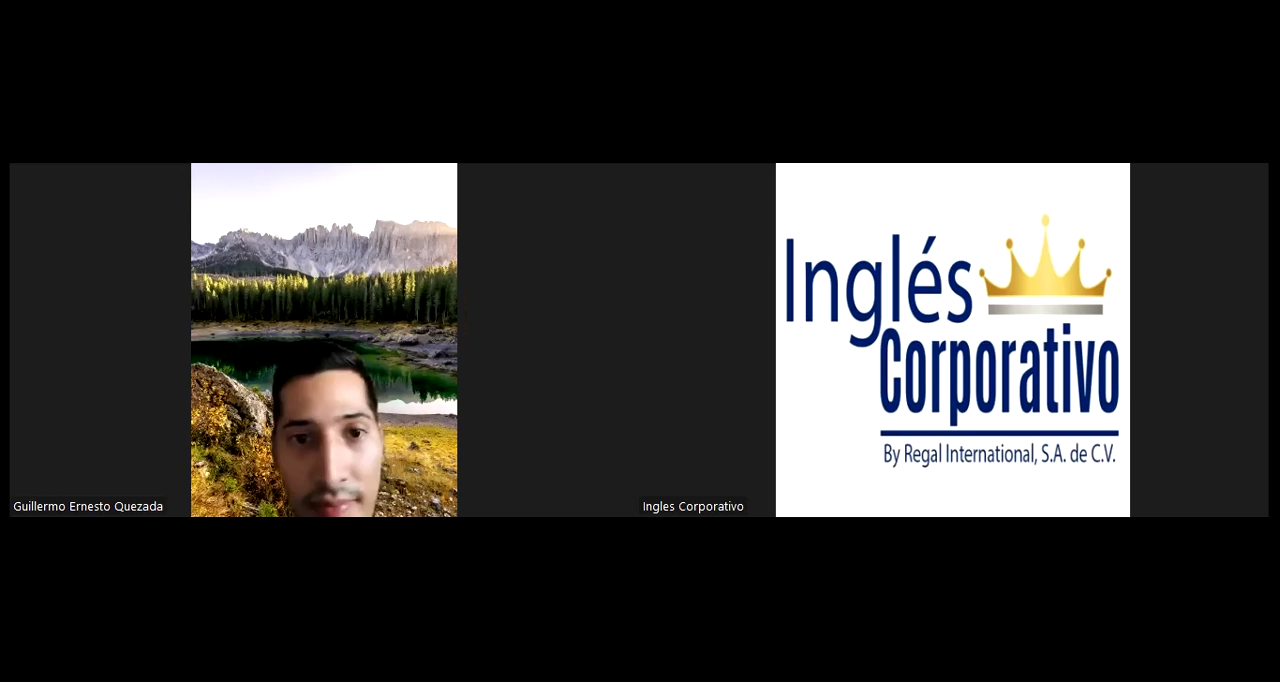 Inglés
Corporativo
By Regal International, S.A. de C.V.
Guillermo Ernesto Quezada
Ingles Corporativo